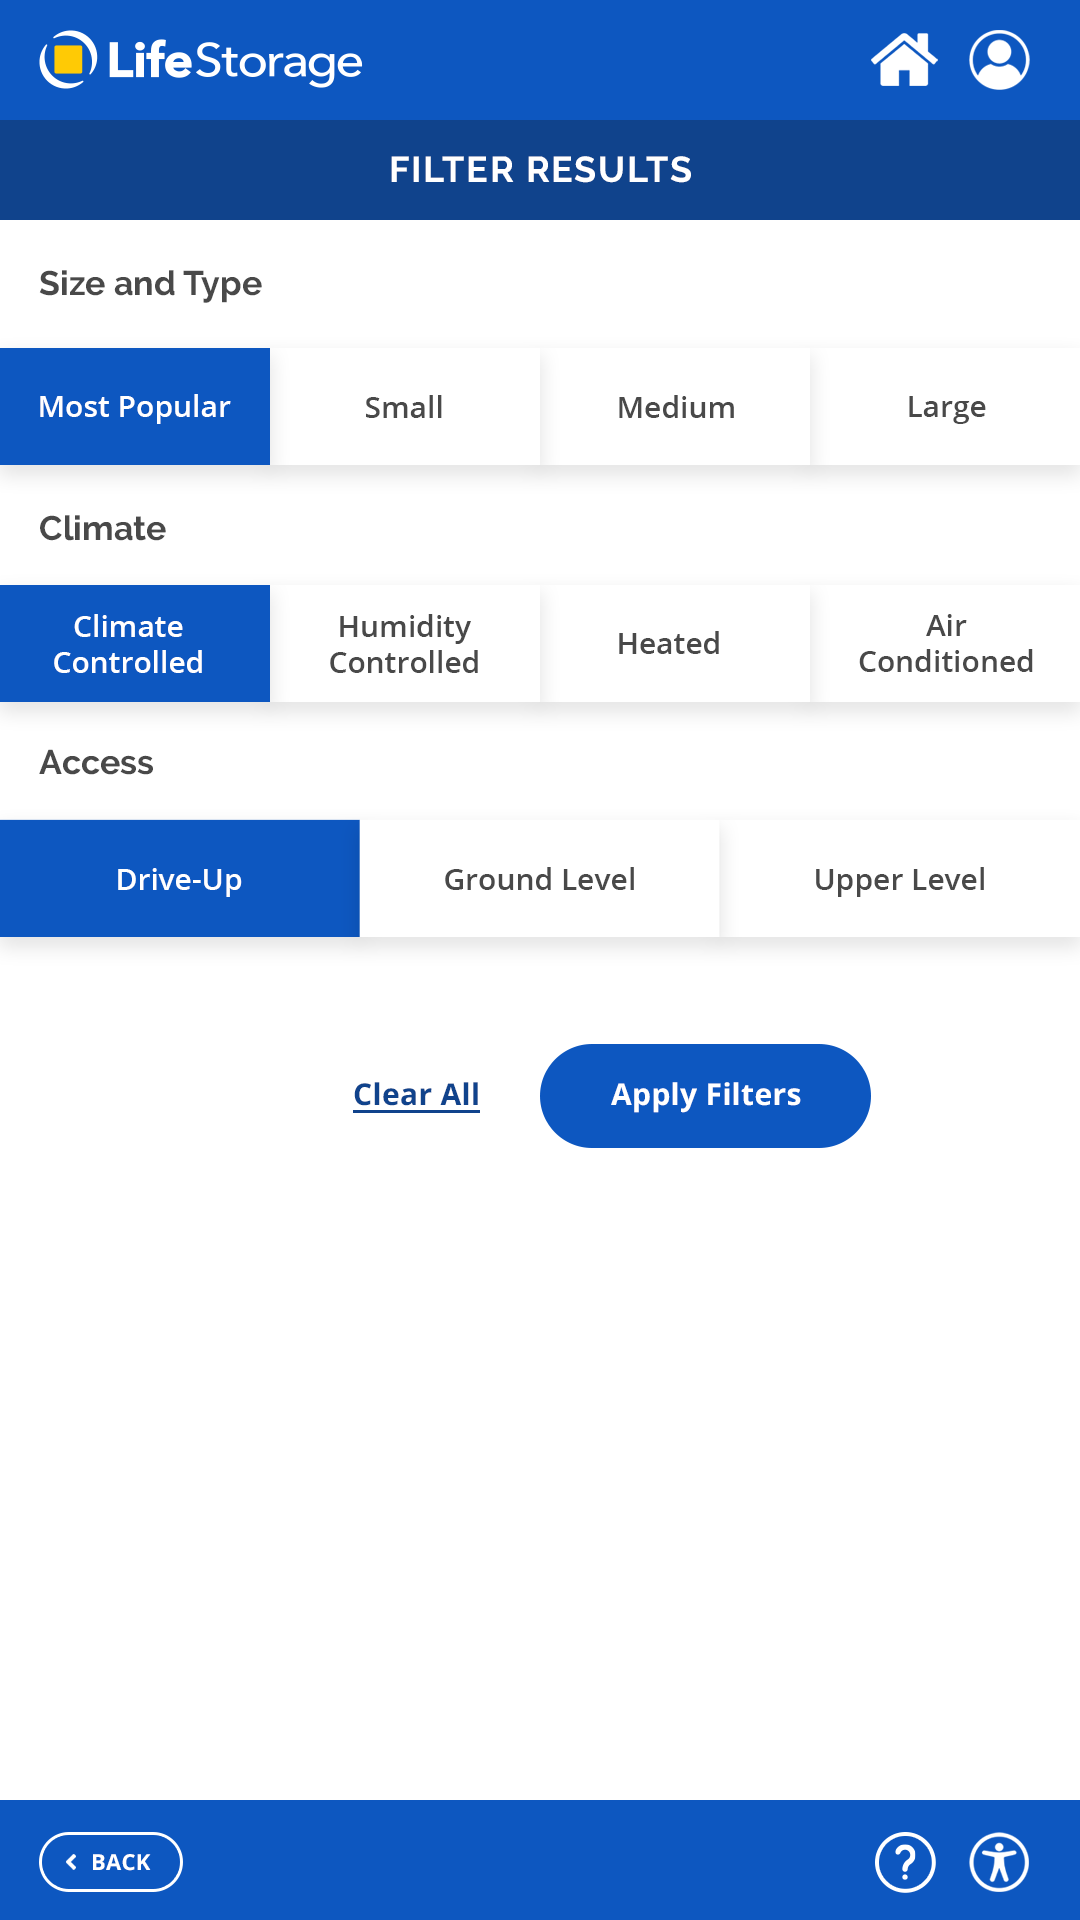 LifeStorage
FILTER RESULTS
Size and Type
Most Popular
Small
Medium
Large
Climate
Climate
Controlled
Humidity
Controlled
Heated
Air
Conditioned
Access
Drive-Up
Ground Level
Upper Level
Clear All
Apply Filters
BACK
?